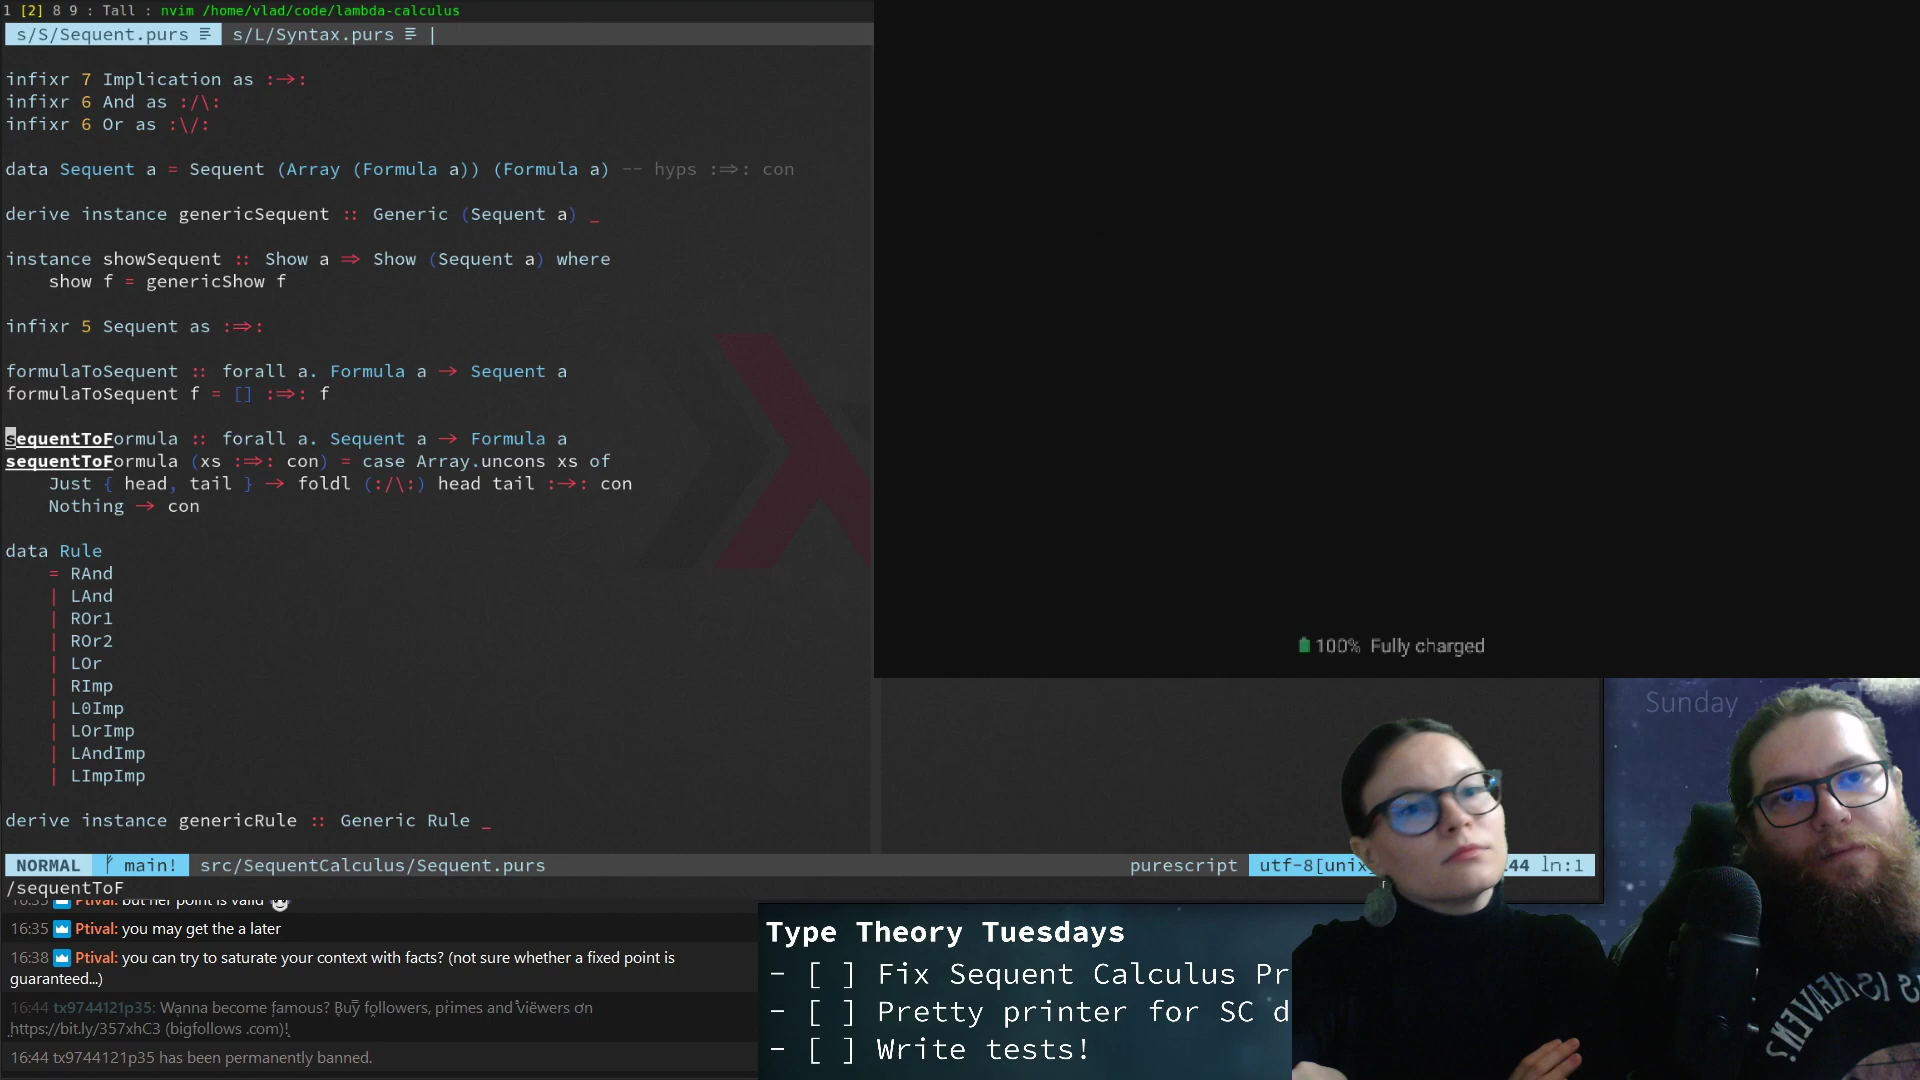 1 [2] 8 9 : Tall : nvim /home/vlad/code/lambda-calculus
s/S/Sequent.purs s/L/Syntax.purs |
infixr 7 Implication as :→:
infixr 6 And as :/\:
infixr 6 Or as :\/:
data Sequent a = Sequent (Array (Formula a)) (Formula a) -- hyps :⇒: con
derive instance genericSequent :: Generic (Sequent a) _
instance showSequent :: Show a ⇒ Show (Sequent a) where
show f = genericShow f
infixr 5 Sequent as :⇒:
formulaToSequent :: forall a. Formula a → Sequent a
formulaToSequent f = [] :⇒: f
sequentToFormula :: forall a. Sequent a → Formula a
sequentToFormula (xs :⇒: con) = case Array.uncons xs of
Just { head, tail } → foldl (:/\:) head tail :→: con
Nothing → con
data Rule
= RAnd
| LAnd
| ROr1
| ROr2
| LOr
| RImp
| L0Imp
| LOrImp
| LAndImp
| LImpImp
derive instance genericRule :: Generic Rule _
NORMAL main! src/SequentCalculus/Sequent.purs purescript utf-8[unix 44 ln:1
/sequentToF
16:35 Ptival: but her point is valid
16:35 Ptival: you may get the a later
16:38 Ptival: you can try to saturate your context with facts? (not sure whether a fixed point is
guaranteed...)
16:44 tx9744121p35: Wanna become famous? Buy followers, primes and viewers on
https://bit.ly/357xhC3 (bigfollows .com)!
16:44 tx9744121p35 has been permanently banned.
100% Fully charged
Sunday
Type Theory Tuesdays
- [ ] Fix Sequent Calculus Pr
- [ ] Pretty printer for SC d
- [ ] Write tests!